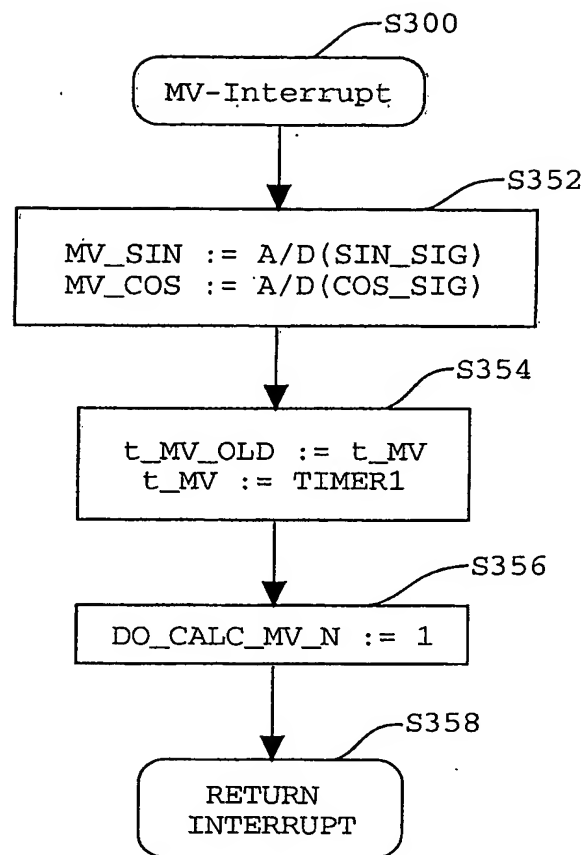 S300
MV-Interrupt
S352
MV_SIN := A/D(SIN_SIG)
MV_COS := A/D(COS_SIG)
S354
t_MV_OLD := t_MV
t_MV := TIMER1
S356
DO_CALC_MV_N := 1
S358
RETURN
INTERRUPT